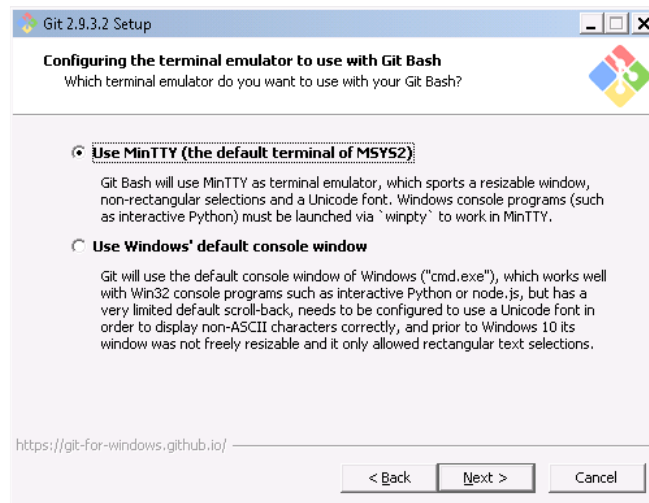 Git 2.9.3.2 Setup
Configuring the terminal emulator to use with Git Bash
Which terminal emulator do you want to use with your Git Bash?
Use MinTTY (the default terminal of MSYS2)
Git Bash will use MinTTY as terminal emulator, which sports a resizable window,
non-rectangular selections and a Unicode font. Windows console programs (such
as interactive Python) must be launched via `winpty` to work in MinTTY.
Use Windows' default console window
Git will use the default console window of Windows ("cmd.exe"), which works well
with Win32 console programs such as interactive Python or node.js, but has a
very limited default scroll-back, needs to be configured to use a Unicode font in
order to display non-ASCII characters correctly, and prior to Windows 10 its
window was not freely resizable and it only allowed rectangular text selections.
https://git-for-windows.github.io/
< Back
Next >
Cancel